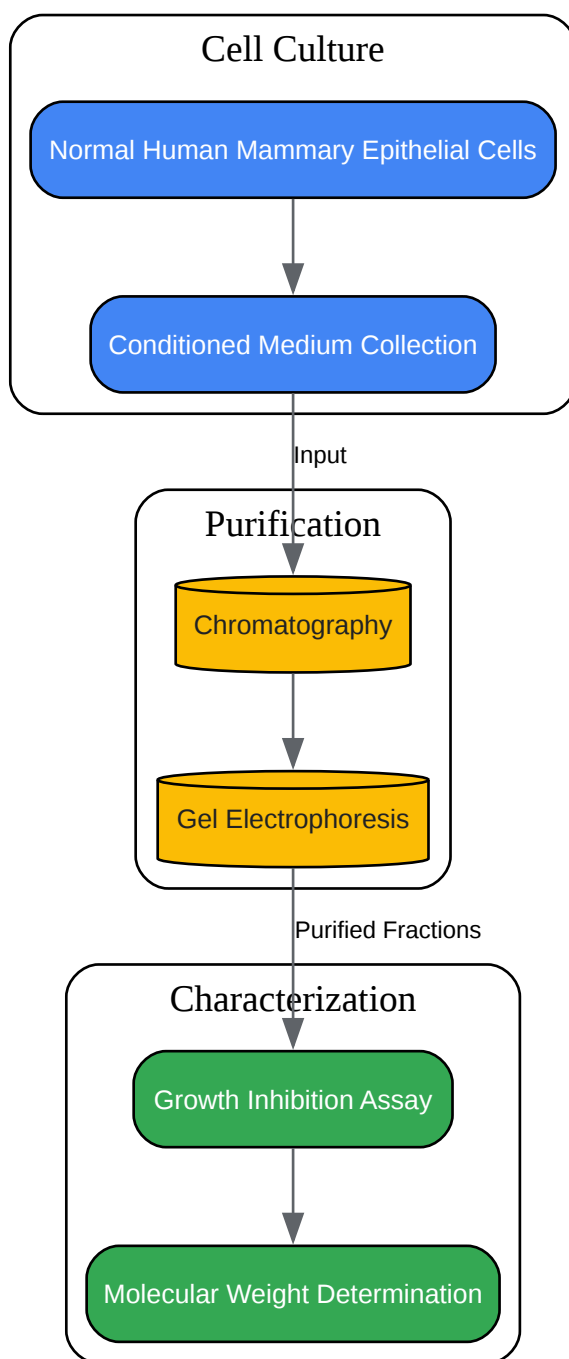 Cell Culture
Normal Human Mammary Epithelial Cells
Conditioned Medium Collection
Input
Purification
Chromatography
Gel Electrophoresis
Purified Fractions
Characterization
Growth Inhibition Assay
Molecular Weight Determination